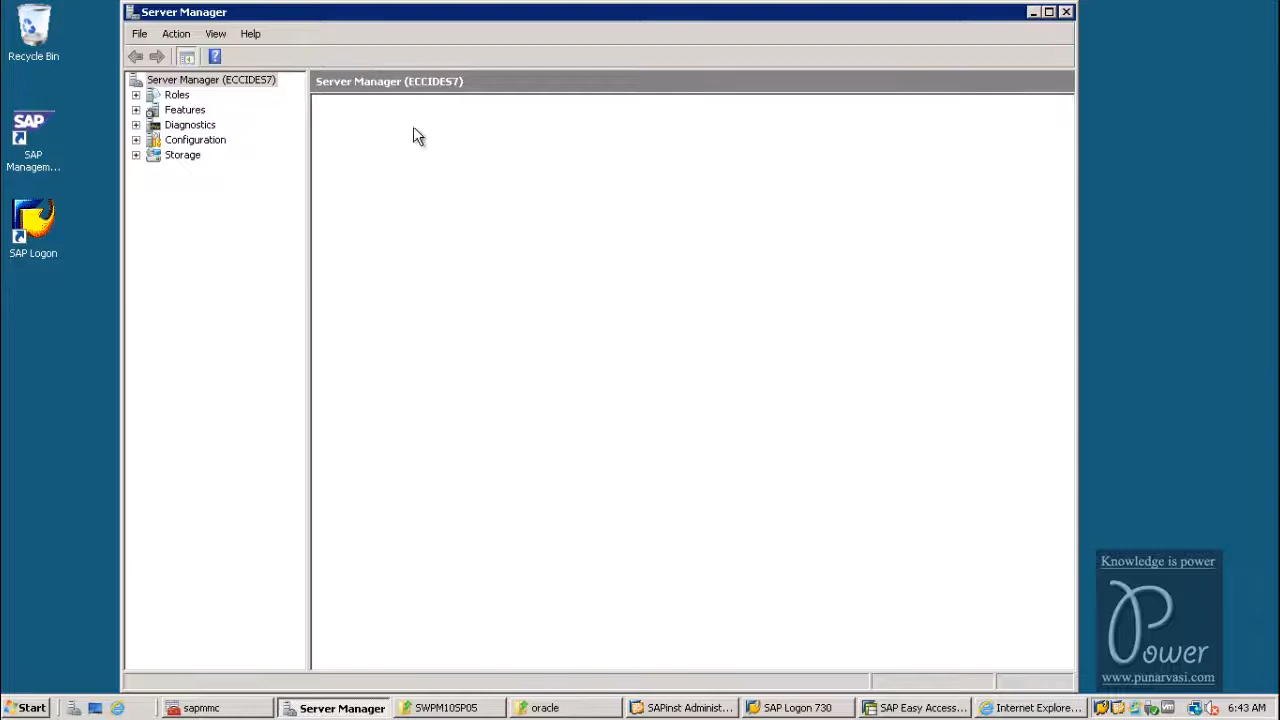 Recycle Bin
SAP
SAP
Managem...
SAP Logon
Server Manager
File Action View Help
Server Manager (ECCIDES7)
Roles
Features
Diagnostics
Configuration
Storage
Server Manager (ECCIDES7)
Knowledge is power
Power
www.punarvasi.com
Start
sapmmc
Server Manager
SWPM10SP05
oracle
SAPinst Administ...
SAP Logon 730
SAP Easy Access...
Internet Explore...
6:43 AM